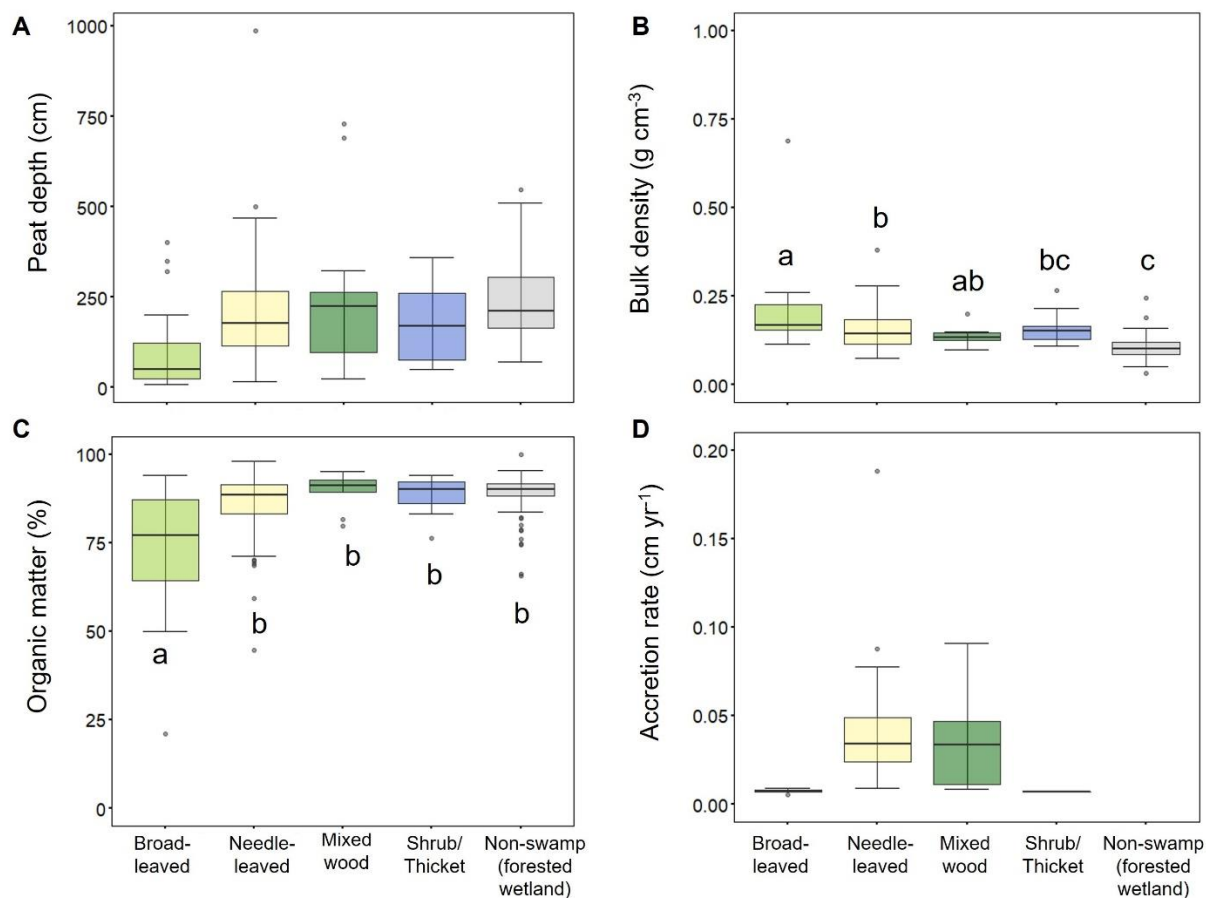 A
Peat depth (cm)
1000
750
500
250
0
B
Bulk density (g cm-3)
1.00
0.75
0.50
0.25
0.00
a
b
ab
bc
c
C
Organic matter (%)
100
75
50
25
0
a
b
b
b
b
Broad-
leaved
Needle-
leaved
Mixed
wood
Shrub/
Thicket
Non-swamp
(forested
wetland)
D
Accretion rate (cm yr-1)
0.20
0.15
0.10
0.05
0.00
Broad-
leaved
Needle-
leaved
Mixed
wood
Shrub/
Thicket
Non-swamp
(forested
wetland)